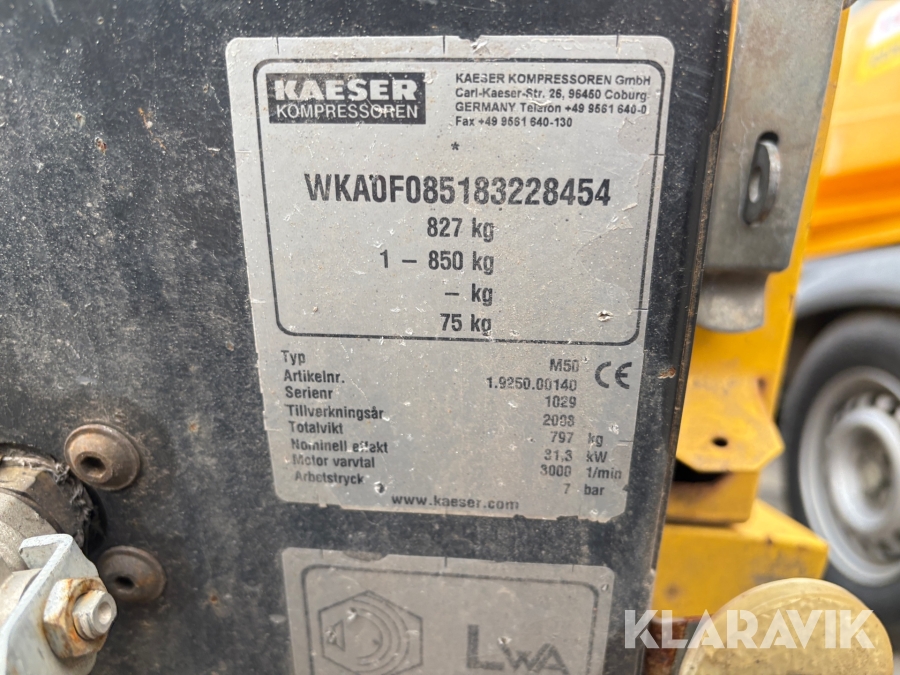 KAESER
KOMPRESSOREN
KAESER KOMPRESSOREN GmbH
Carl-Kaeser-Str. 26, 96450 Coburg
GERMANY Telefon +49 9561 640-0
Fax +49 9561 640-130
*
WKA0F085183228454
827 kg
1 – 850 kg
– kg
75 kg
Typ M50
CE
Artikelnr. 1.9250.00140
Serienr 1029
Tillverkningsår 2008
Totalvikt 797 kg
Nominell effekt 31,3 kW
Motor varvtal 3000 1/min
Arbetstryck 7 bar
www.kaeser.com
LWA
KLARAVIK